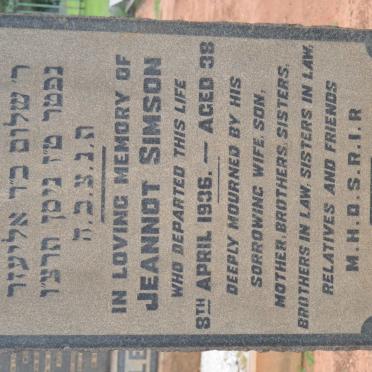 ר׳ שלום בר׳ אליעזר
נפטר ט״ז ניסן תרצ״ו
ת.נ.צ.ב.ה
IN LOVING MEMORY OF
JEANNOT SIMSON
WHO DEPARTED THIS LIFE
8TH APRIL 1936. — AGED 38
DEEPLY MOURNED BY HIS
SORROWING WIFE, SON,
MOTHER, BROTHERS, SISTERS,
BROTHERS IN LAW, SISTERS IN LAW,
RELATIVES AND FRIENDS
M.H.D.S.R.I.P